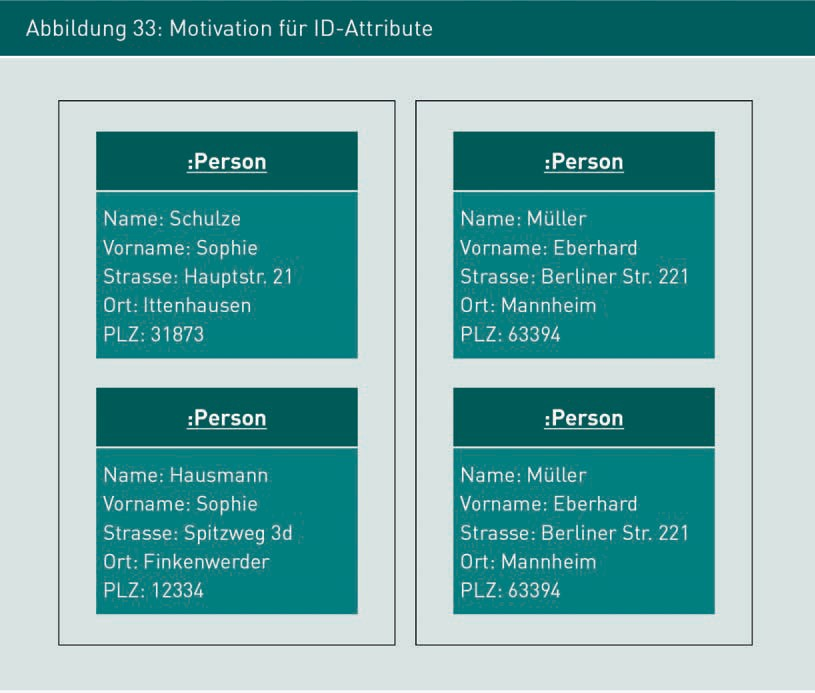 Abbildung 33: Motivation für ID-Attribute
:Person
Name: Schulze
Vorname: Sophie
Strasse: Hauptstr. 21
Ort: Ittenhausen
PLZ: 31873
:Person
Name: Hausmann
Vorname: Sophie
Strasse: Spitzweg 3d
Ort: Finkenwerder
PLZ: 12334
:Person
Name: Müller
Vorname: Eberhard
Strasse: Berliner Str. 221
Ort: Mannheim
PLZ: 63394
:Person
Name: Müller
Vorname: Eberhard
Strasse: Berliner Str. 221
Ort: Mannheim
PLZ: 63394